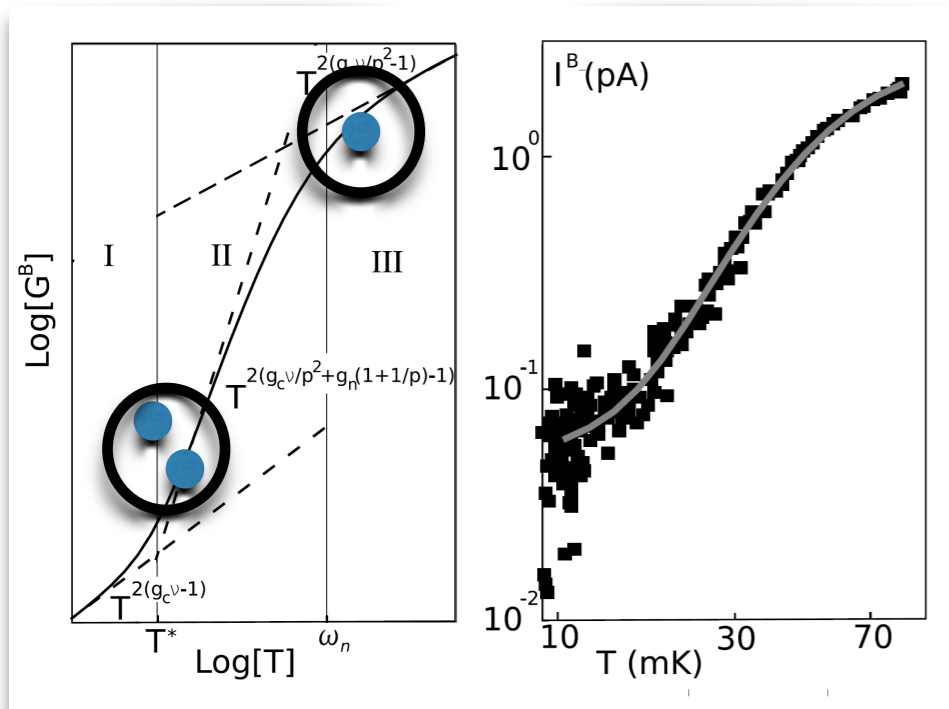 T^2(g_c ν/p^2-1)
I
II
III
Log[G^B]
T^2(g_cν/p^2+g_n(1+1/p)-1)
T^2(g_cν-1)
T*
ω_n
Log[T]
I^B (pA)
10^0
10^-1
10^-2
10
30
70
T (mK)